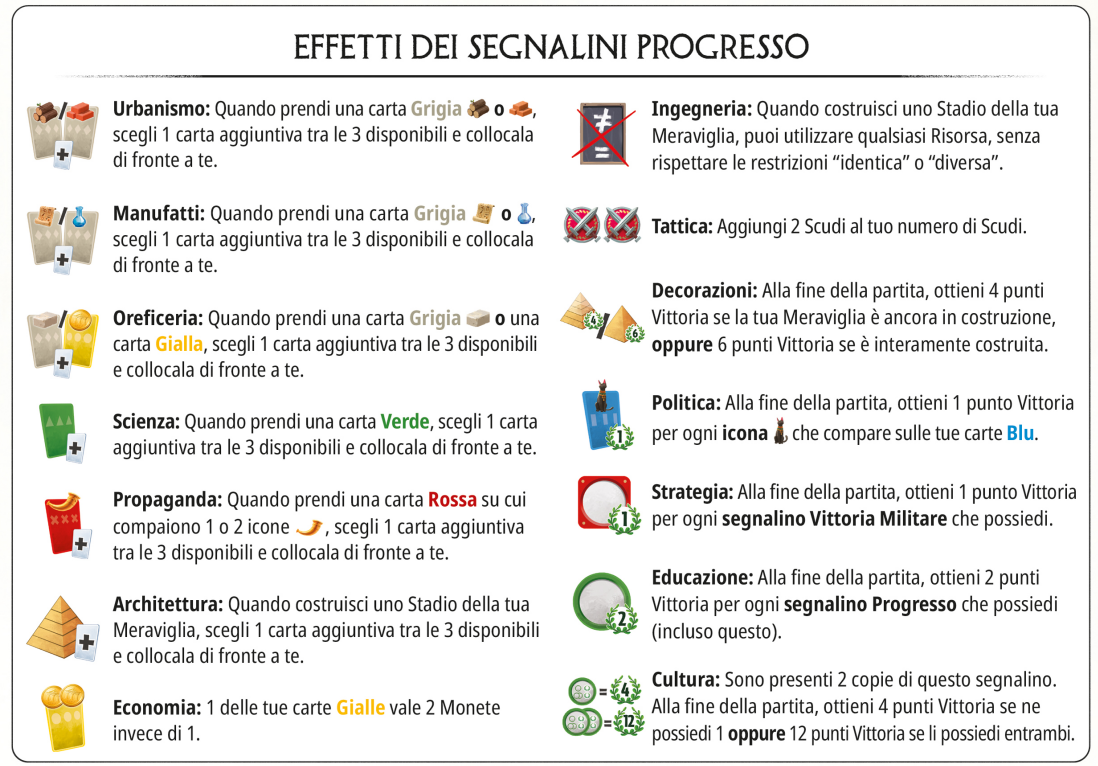 EFFETTI DEI SEGNALINI PROGRESSO
Urbanismo: Quando prendi una carta Grigia o ,
scegli 1 carta aggiuntiva tra le 3 disponibili e collocala
di fronte a te.
Manufatti: Quando prendi una carta Grigia o ,
scegli 1 carta aggiuntiva tra le 3 disponibili e collocala
di fronte a te.
Oreficeria: Quando prendi una carta Grigia o una
carta Gialla, scegli 1 carta aggiuntiva tra le 3 disponibili
e collocala di fronte a te.
Scienza: Quando prendi una carta Verde, scegli 1 carta
aggiuntiva tra le 3 disponibili e collocala di fronte a te.
Propaganda: Quando prendi una carta Rossa su cui
compaiono 1 o 2 icone , scegli 1 carta aggiuntiva
tra le 3 disponibili e collocala di fronte a te.
Architettura: Quando costruisci uno Stadio della tua
Meraviglia, scegli 1 carta aggiuntiva tra le 3 disponibili
e collocala di fronte a te.
Economia: 1 delle tue carte Gialle vale 2 Monete
invece di 1.
Ingegneria: Quando costruisci uno Stadio della tua
Meraviglia, puoi utilizzare qualsiasi Risorsa, senza
rispettare le restrizioni “identica” o “diversa”.
Tattica: Aggiungi 2 Scudi al tuo numero di Scudi.
4 / 6
Decorazioni: Alla fine della partita, ottieni 4 punti
Vittoria se la tua Meraviglia è ancora in costruzione,
oppure 6 punti Vittoria se è interamente costruita.
1
Politica: Alla fine della partita, ottieni 1 punto Vittoria
per ogni icona che compare sulle tue carte Blu.
1
Strategia: Alla fine della partita, ottieni 1 punto Vittoria
per ogni segnalino Vittoria Militare che possiedi.
2
Educazione: Alla fine della partita, ottieni 2 punti
Vittoria per ogni segnalino Progresso che possiedi
(incluso questo).
=4
=12
Cultura: Sono presenti 2 copie di questo segnalino.
Alla fine della partita, ottieni 4 punti Vittoria se ne
possiedi 1 oppure 12 punti Vittoria se li possiedi entrambi.